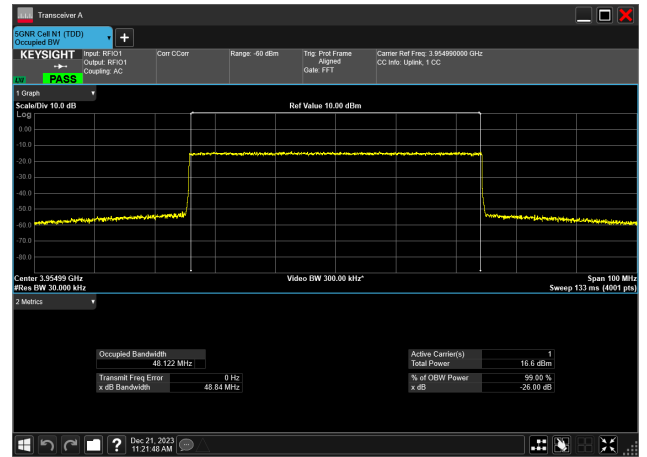 Transceiver A
5GNR Cell N1 (TDD)
Occupied BW
+
KEYSIGHT
LXI
PASS
Input: RFIO1
Output: RFIO1
Coupling: AC
Corr CCorr
Range: -60 dBm
Trig: Prot Frame
Aligned
Gate: FFT
Carrier Ref Freq: 3.954990000 GHz
CC Info: Uplink, 1 CC
1 Graph
Scale/Div 10.0 dB
Ref Value 10.00 dBm
Log
0.00
-10.0
-20.0
-30.0
-40.0
-50.0
-60.0
-70.0
-80.0
Center 3.95499 GHz
Video BW 300.00 kHz*
Span 100 MHz
#Res BW 30.000 kHz
Sweep 133 ms (4001 pts)
2 Metrics
Occupied Bandwidth
48.122 MHz
Transmit Freq Error 0 Hz
x dB Bandwidth 48.84 MHz
Active Carrier(s) 1
Total Power 16.6 dBm
% of OBW Power 99.00 %
x dB -26.00 dB
?
Dec 21, 2023
11:21:48 AM